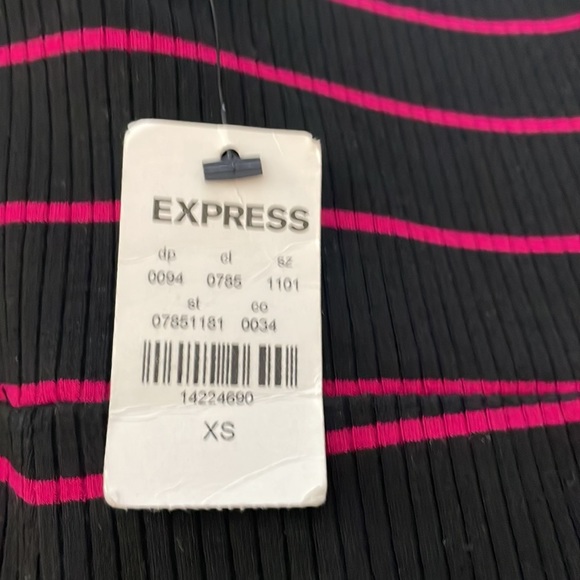 EXPRESS
dp cl sz
0094 0785 1101
st co
07851181 0034
14224690
XS